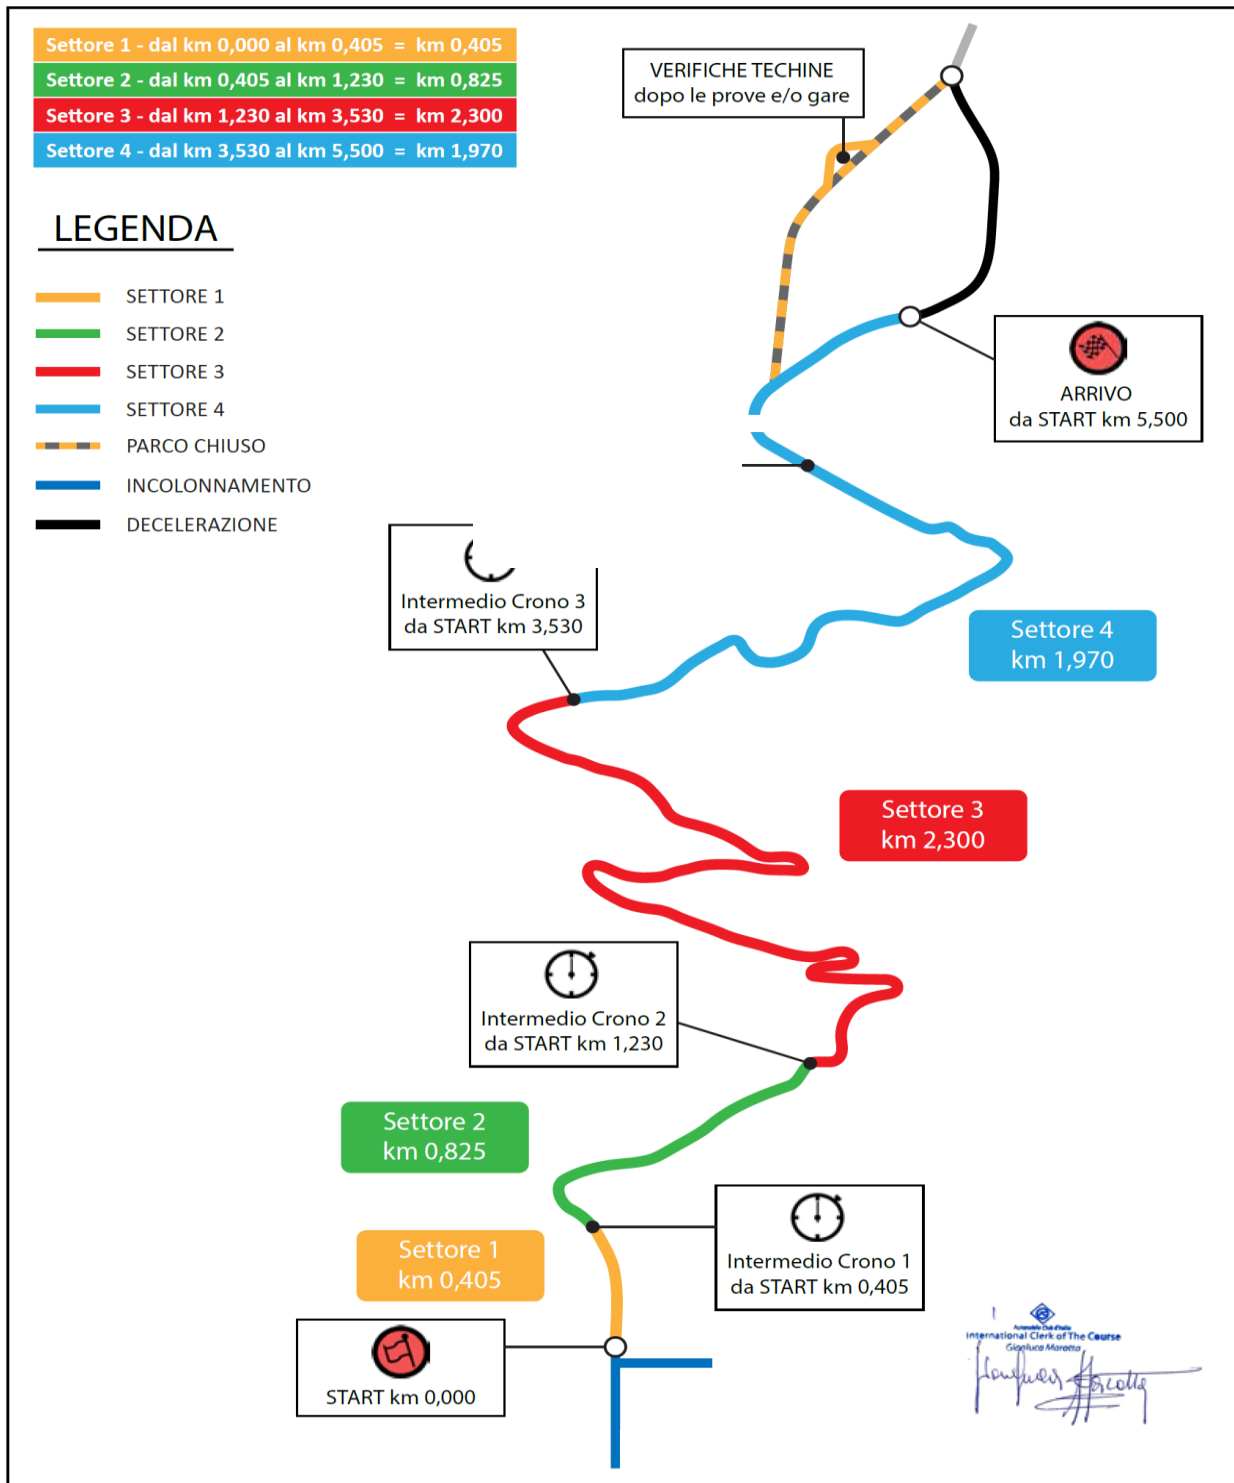 Settore 1 - dal km 0,000 al km 0,405 = km 0,405
Settore 2 - dal km 0,405 al km 1,230 = km 0,825
Settore 3 - dal km 1,230 al km 3,530 = km 2,300
Settore 4 - dal km 3,530 al km 5,500 = km 1,970
LEGENDA
SETTORE 1
SETTORE 2
SETTORE 3
SETTORE 4
PARCO CHIUSO
INCOLONNAMENTO
DECELERAZIONE
VERIFICHE TECHINE
dopo le prove e/o gare
ARRIVO
da START km 5,500
Intermedio Crono 3
da START km 3,530
Settore 4
km 1,970
Settore 3
km 2,300
Intermedio Crono 2
da START km 1,230
Settore 2
km 0,825
Intermedio Crono 1
da START km 0,405
Settore 1
km 0,405
START km 0,000
Automobile Club d'Italia
International Clerk of The Course
Gianluca Marotta